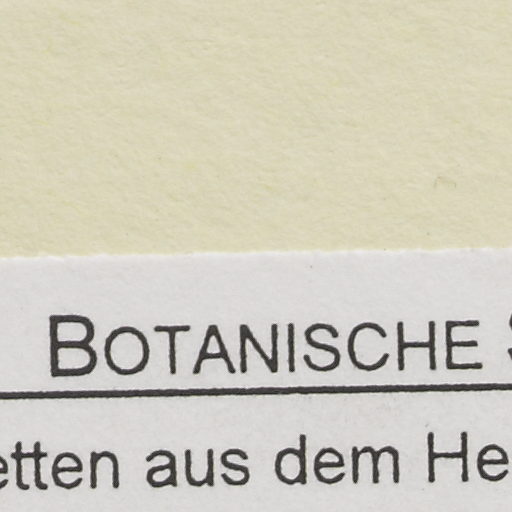 BOTANISCHE
etten aus dem He